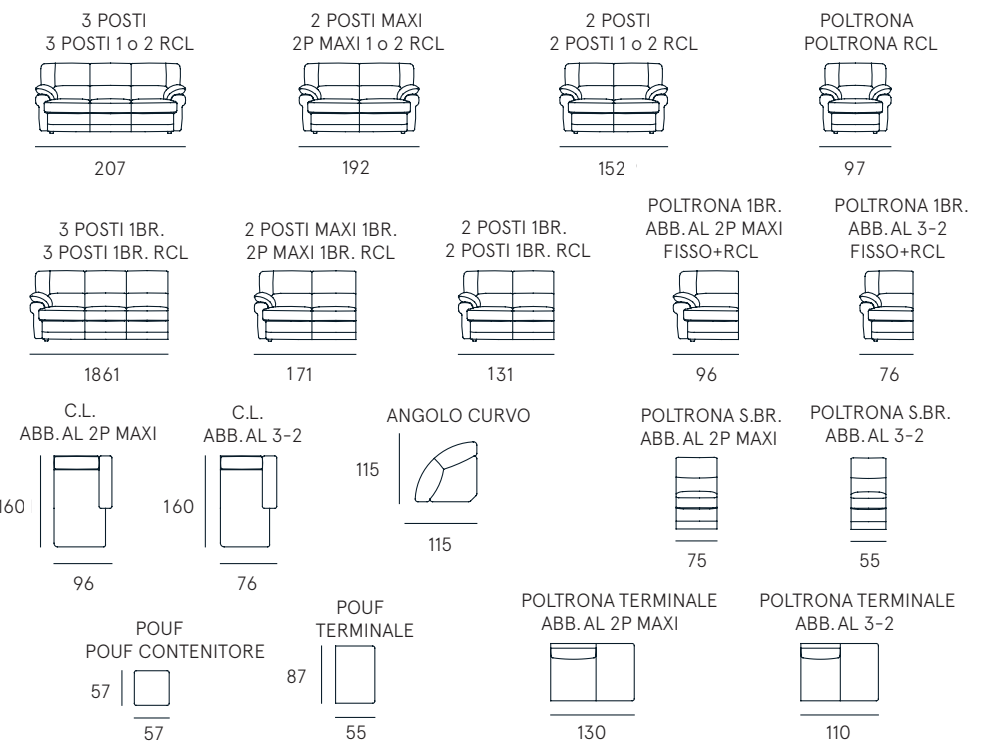 3 POSTI
3 POSTI 1 o 2 RCL
207
2 POSTI MAXI
2P MAXI 1 o 2 RCL
192
2 POSTI
2 POSTI 1 o 2 RCL
152
POLTRONA
POLTRONA RCL
97
3 POSTI 1BR.
3 POSTI 1BR. RCL
1861
2 POSTI MAXI 1BR.
2P MAXI 1BR. RCL
171
2 POSTI 1BR.
2 POSTI 1BR. RCL
131
POLTRONA 1BR.
ABB.AL 2P MAXI
FISSO+RCL
96
POLTRONA 1BR.
ABB.AL 3-2
FISSO+RCL
76
C.L.
ABB.AL 2P MAXI
160
96
C.L.
ABB.AL 3-2
160
76
ANGOLO CURVO
115
115
POLTRONA S.BR.
ABB.AL 2P MAXI
75
POLTRONA S.BR.
ABB.AL 3-2
55
POUF
POUF CONTENITORE
57
57
POUF
TERMINALE
87
55
POLTRONA TERMINALE
ABB.AL 2P MAXI
130
POLTRONA TERMINALE
ABB.AL 3-2
110